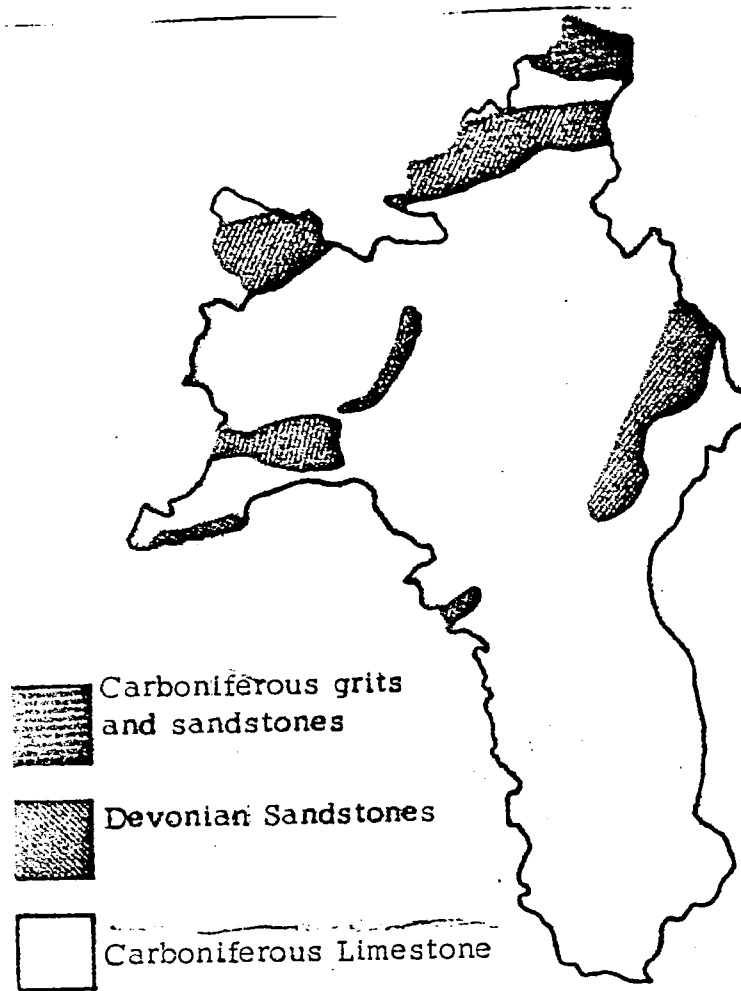 Carboniferous grits
and sandstones
Devonian Sandstones
Carboniferous Limestone